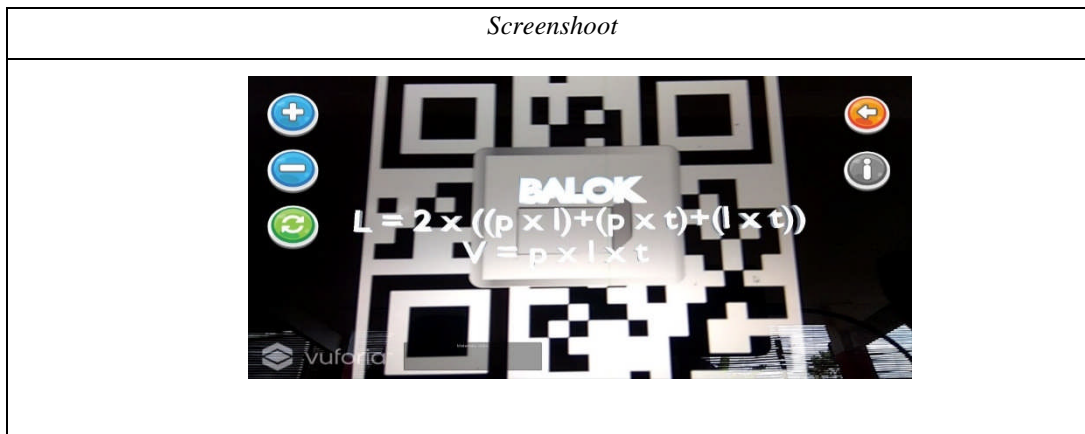 Screenshoot
BALOK
L = 2 x ((p x l)+(p x t)+(l x t))
V = p x l x t
vuforia